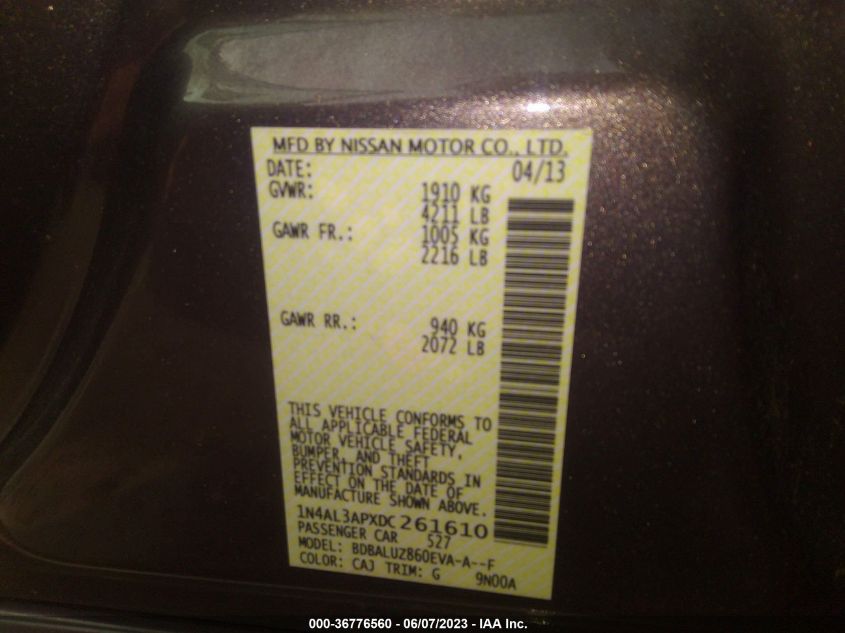 MFD BY NISSAN MOTOR CO., LTD.
DATE: 04/13
GVWR: 1910 KG
4211 LB
GAWR FR.: 1005 KG
2216 LB
GAWR RR.: 940 KG
2072 LB
THIS VEHICLE CONFORMS TO
ALL APPLICABLE FEDERAL
MOTOR VEHICLE SAFETY,
BUMPER, AND THEFT
PREVENTION STANDARDS IN
EFFECT ON THE DATE OF
MANUFACTURE SHOWN ABOVE.
1N4AL3APXDC261610
PASSENGER CAR 527
MODEL: BDBALUZ860EVA-A--F
COLOR: CAJ TRIM: G 9N00A
000-36776560 - 06/07/2023 - IAA Inc.